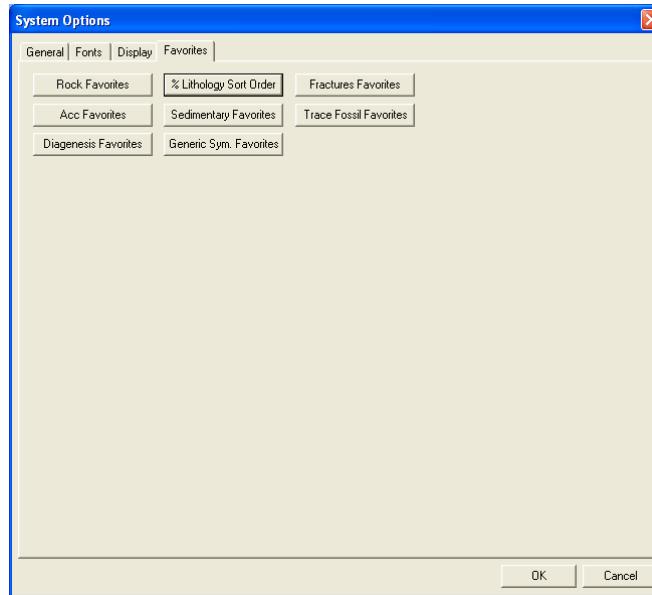 System Options
General Fonts Display Favorites
Rock Favorites % Lithology Sort Order Fractures Favorites
Acc Favorites Sedimentary Favorites Trace Fossil Favorites
Diagenesis Favorites Generic Sym. Favorites
OK Cancel